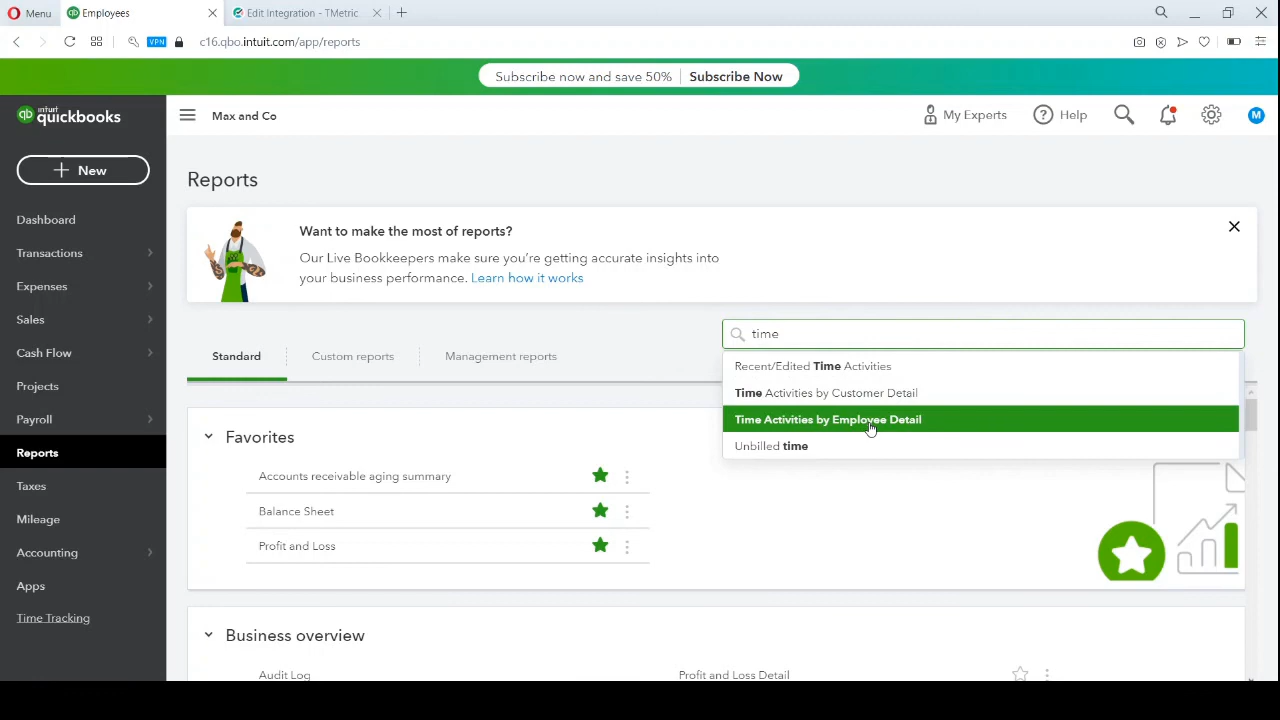 Menu
Employees
Edit Integration - TMetric
VPN
c16.qbo.intuit.com/app/reports
Subscribe now and save 50%
Subscribe Now
qb
intuit
quickbooks
Max and Co
My Experts
? Help
M
+ New
Reports
Want to make the most of reports?
Our Live Bookkeepers make sure you're getting accurate insights into
your business performance. Learn how it works
Dashboard
Transactions
Expenses
Sales
Cash Flow
Projects
Payroll
Reports
Taxes
Mileage
Accounting
Apps
Time Tracking
time
Standard
Custom reports
Management reports
Recent/Edited Time Activities
Time Activities by Customer Detail
Time Activities by Employee Detail
Unbilled time
Favorites
Accounts receivable aging summary
Balance Sheet
Profit and Loss
Business overview
Audit Log
Profit and Loss Detail